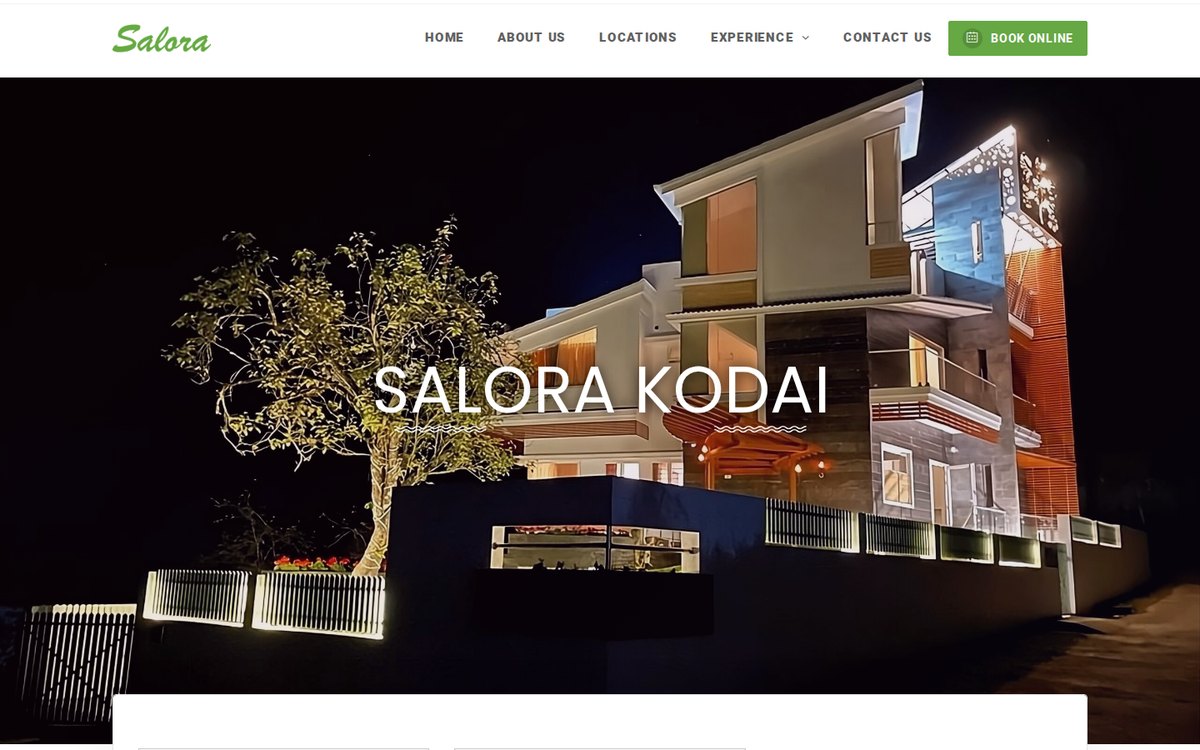 Salora
HOME
ABOUT US
LOCATIONS
EXPERIENCE
CONTACT US
BOOK ONLINE
SALORA KODAI